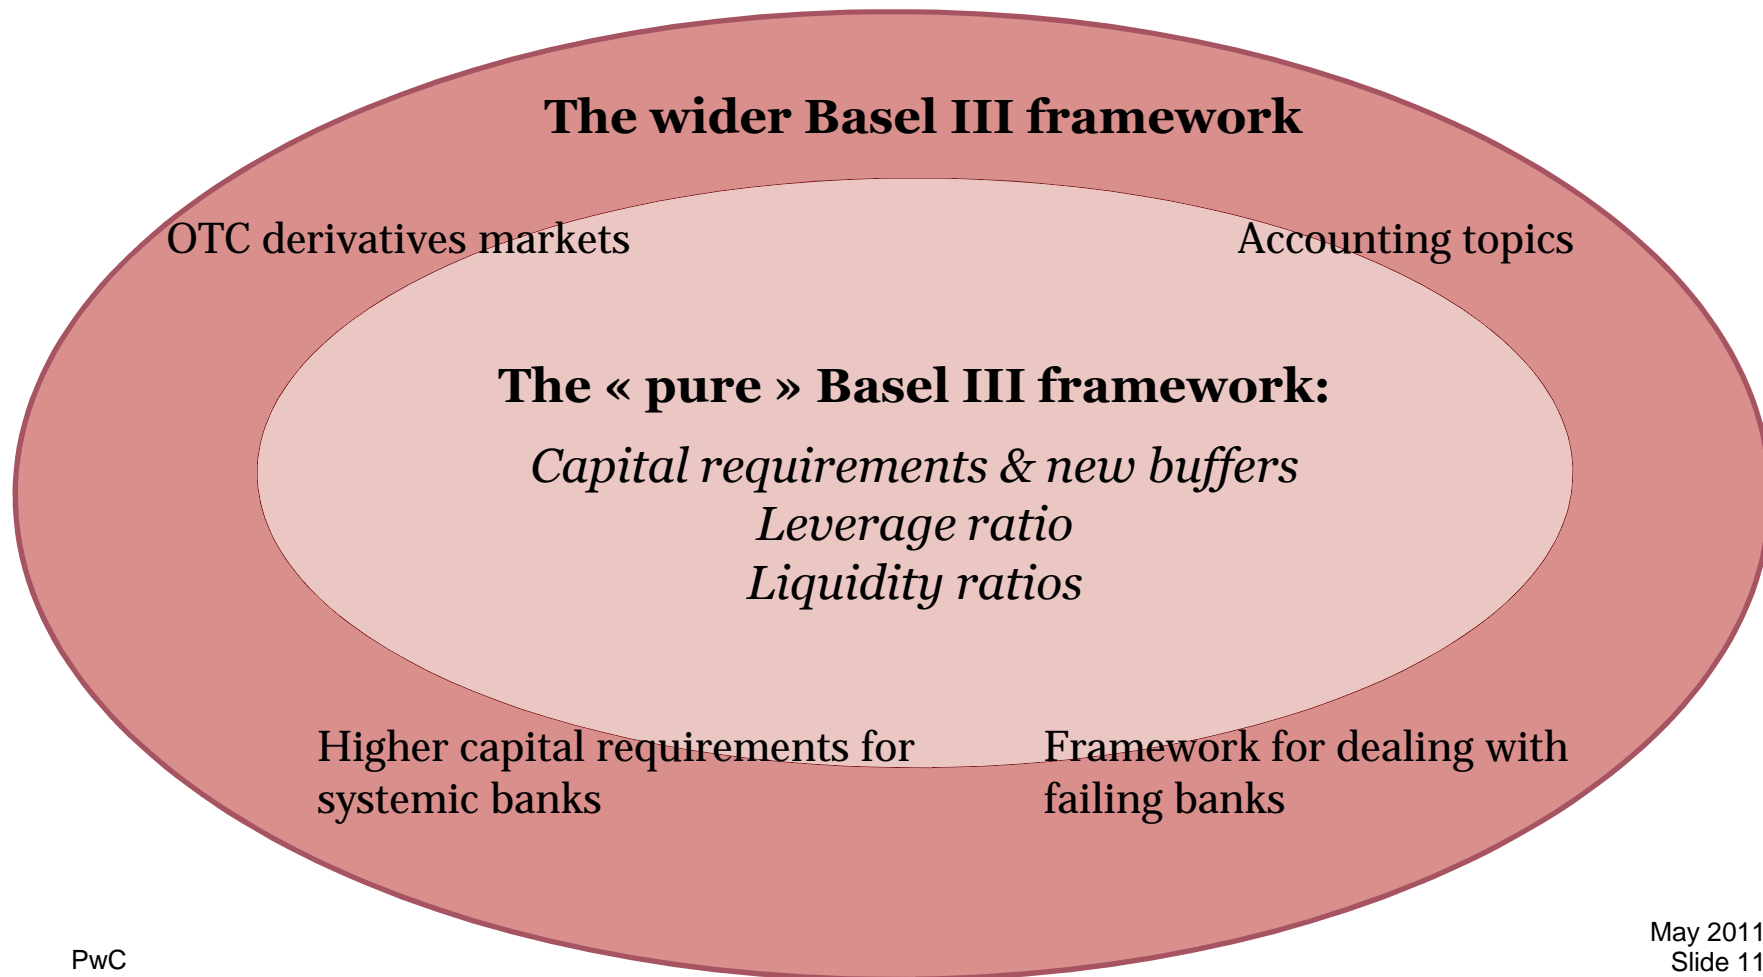 The wider Basel III framework
OTC derivatives markets
Accounting topics
The « pure » Basel III framework:
Capital requirements & new buffers
Leverage ratio
Liquidity ratios
Higher capital requirements for
systemic banks
Framework for dealing with
failing banks
PwC
May 2011
Slide 11